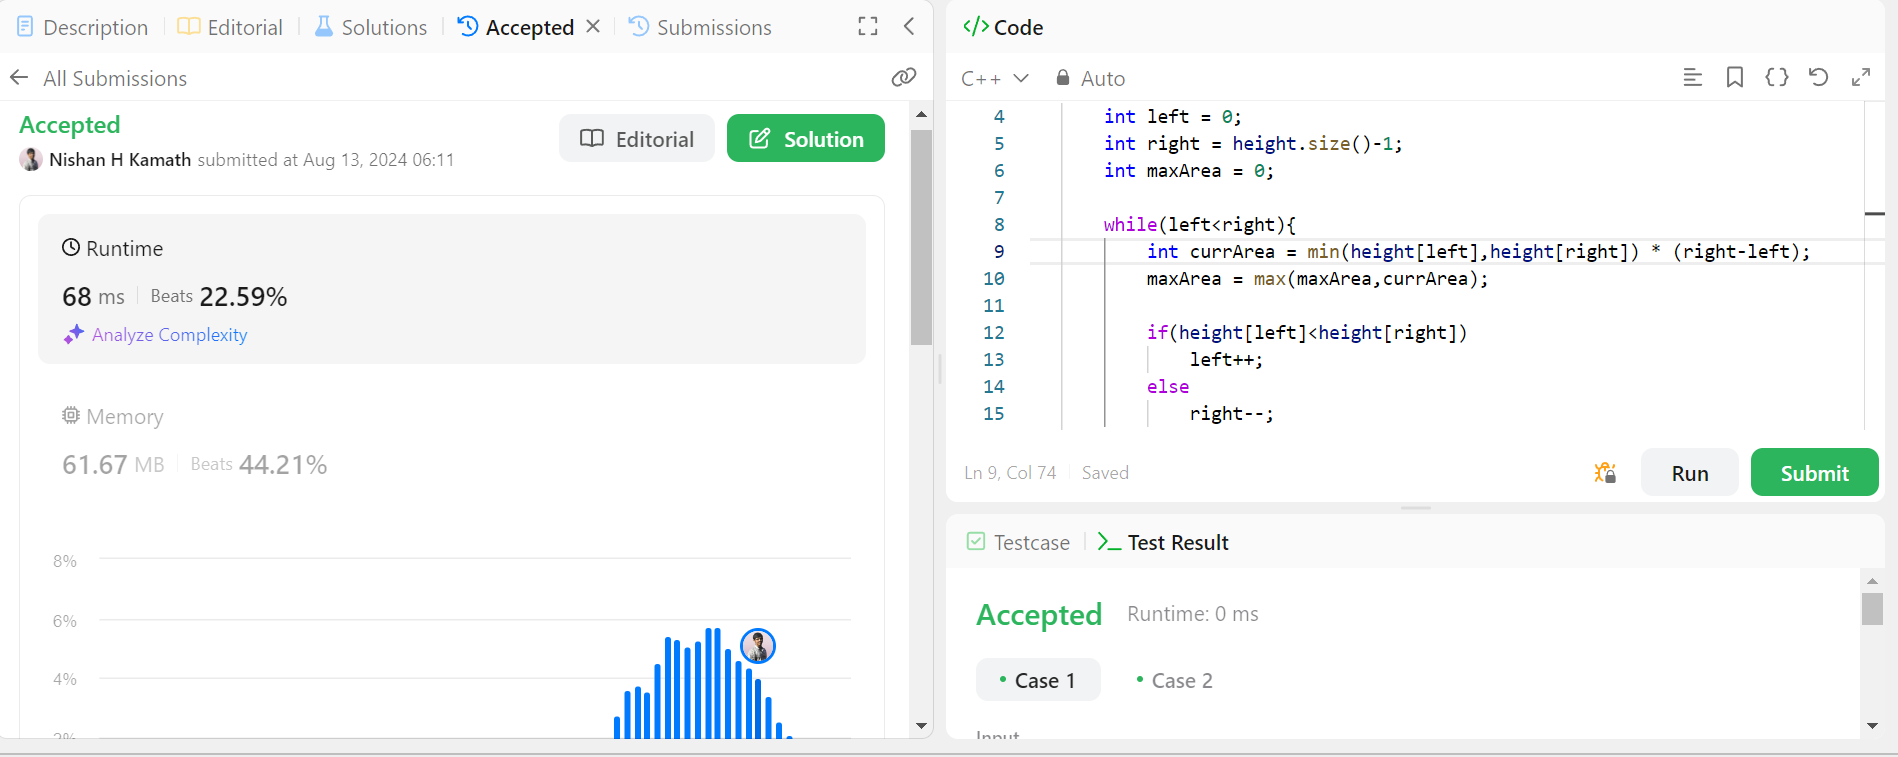 Description
Editorial
Solutions
Accepted
Submissions
All Submissions
Accepted
Nishan H Kamath submitted at Aug 13, 2024 06:11
Editorial
Solution
Runtime
68 ms Beats 22.59%
Analyze Complexity
Memory
61.67 MB Beats 44.21%
8%
6%
4%
2%
</> Code
C++ Auto
4 int left = 0;
5 int right = height.size()-1;
6 int maxArea = 0;
7
8 while(left<right){
9 int currArea = min(height[left],height[right]) * (right-left);
10 maxArea = max(maxArea,currArea);
11
12 if(height[left]<height[right])
13 left++;
14 else
15 right--;
Ln 9, Col 74 Saved
Run
Submit
Testcase
Test Result
Accepted Runtime: 0 ms
• Case 1 • Case 2
Input